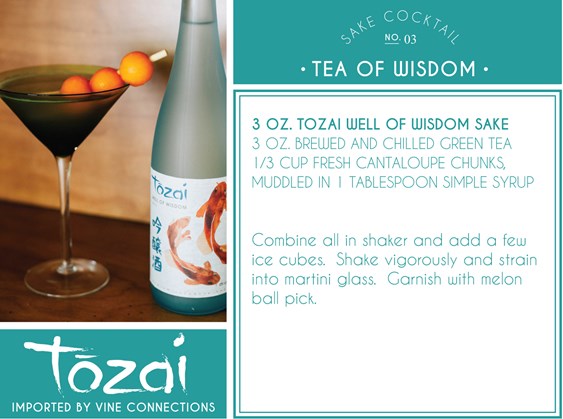 SAKE COCKTAIL
NO. 03
• TEA OF WISDOM •
3 OZ. TOZAI WELL OF WISDOM SAKE
3 OZ. BREWED AND CHILLED GREEN TEA
1/3 CUP FRESH CANTALOUPE CHUNKS,
MUDDLED IN 1 TABLESPOON SIMPLE SYRUP
Combine all in shaker and add a few
ice cubes. Shake vigorously and strain
into martini glass. Garnish with melon
ball pick.
Tōzai
WELL OF WISDOM
吟醸酒
Tōzai
IMPORTED BY VINE CONNECTIONS